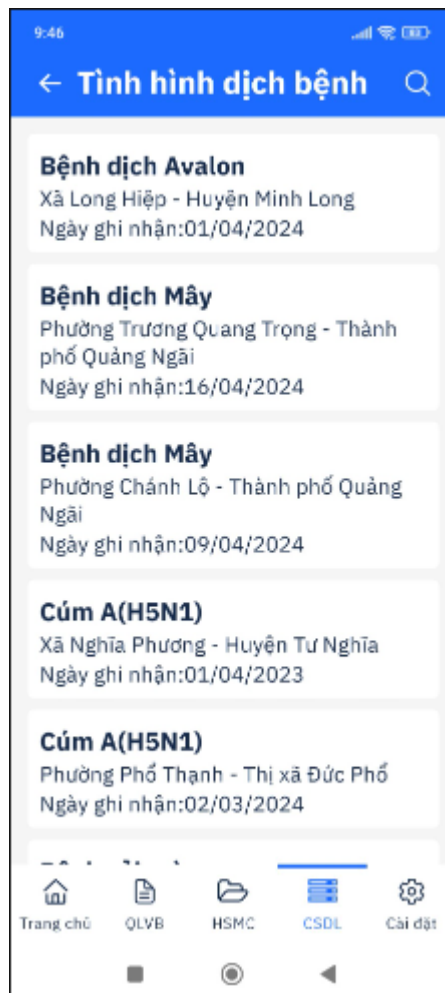 9:46
Tình hình dịch bệnh
Bệnh dịch Avalon
Xã Long Hiệp - Huyện Minh Long
Ngày ghi nhận:01/04/2024
Bệnh dịch Mây
Phường Trương Quang Trọng - Thành
phố Quảng Ngãi
Ngày ghi nhận:16/04/2024
Bệnh dịch Mây
Phường Chánh Lộ - Thành phố Quảng
Ngãi
Ngày ghi nhận:09/04/2024
Cúm A(H5N1)
Xã Nghĩa Phương - Huyện Tư Nghĩa
Ngày ghi nhận:01/04/2023
Cúm A(H5N1)
Phường Phổ Thạnh - Thị xã Đức Phổ
Ngày ghi nhận:02/03/2024
Trang chủ QLVB HSMC CSDL Cài đặt